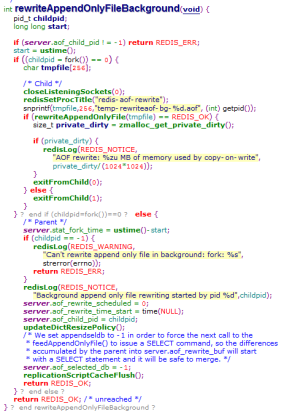 int rewriteAppendOnlyFileBackground(void) {
pid_t childpid;
long long start;
if (server.aof_child_pid != -1) return REDIS_ERR;
start = ustime();
if ((childpid = fork()) == 0) {
char tmpfile[256];
/* Child */
closeListeningSockets(0);
redisSetProcTitle("redis-aof-rewrite");
snprintf(tmpfile,256,"temp-rewriteaof-bg-%d.aof", (int) getpid());
if (rewriteAppendOnlyFile(tmpfile) == REDIS_OK) {
size_t private_dirty = zmalloc_get_private_dirty();
if (private_dirty) {
redisLog(REDIS_NOTICE,
"AOF rewrite: %zu MB of memory used by copy-on-write",
private_dirty/(1024*1024));
}
exitFromChild(0);
} else {
exitFromChild(1);
}
} ? end if (childpid=fork())==0 ? else {
/* Parent */
server.stat_fork_time = ustime()-start;
if (childpid == -1) {
redisLog(REDIS_WARNING,
"Can't rewrite append only file in background: fork: %s",
strerror(errno));
return REDIS_ERR;
}
redisLog(REDIS_NOTICE,
"Background append only file rewriting started by pid %d",childpid);
server.aof_rewrite_scheduled = 0;
server.aof_rewrite_time_start = time(NULL);
server.aof_child_pid = childpid;
updateDictResizePolicy();
/* We set appendseldb to -1 in order to force the next call to the
* feedAppendOnlyFile() to issue a SELECT command, so the differences
* accumulated by the parent into server.aof_rewrite_buf will start
* with a SELECT statement and it will be safe to merge. */
server.aof_selected_db = -1;
replicationScriptCacheFlush();
return REDIS_OK;
} ? end else ?
return REDIS_OK; /* unreached */
} ? end rewriteAppendOnlyFileBackground ?